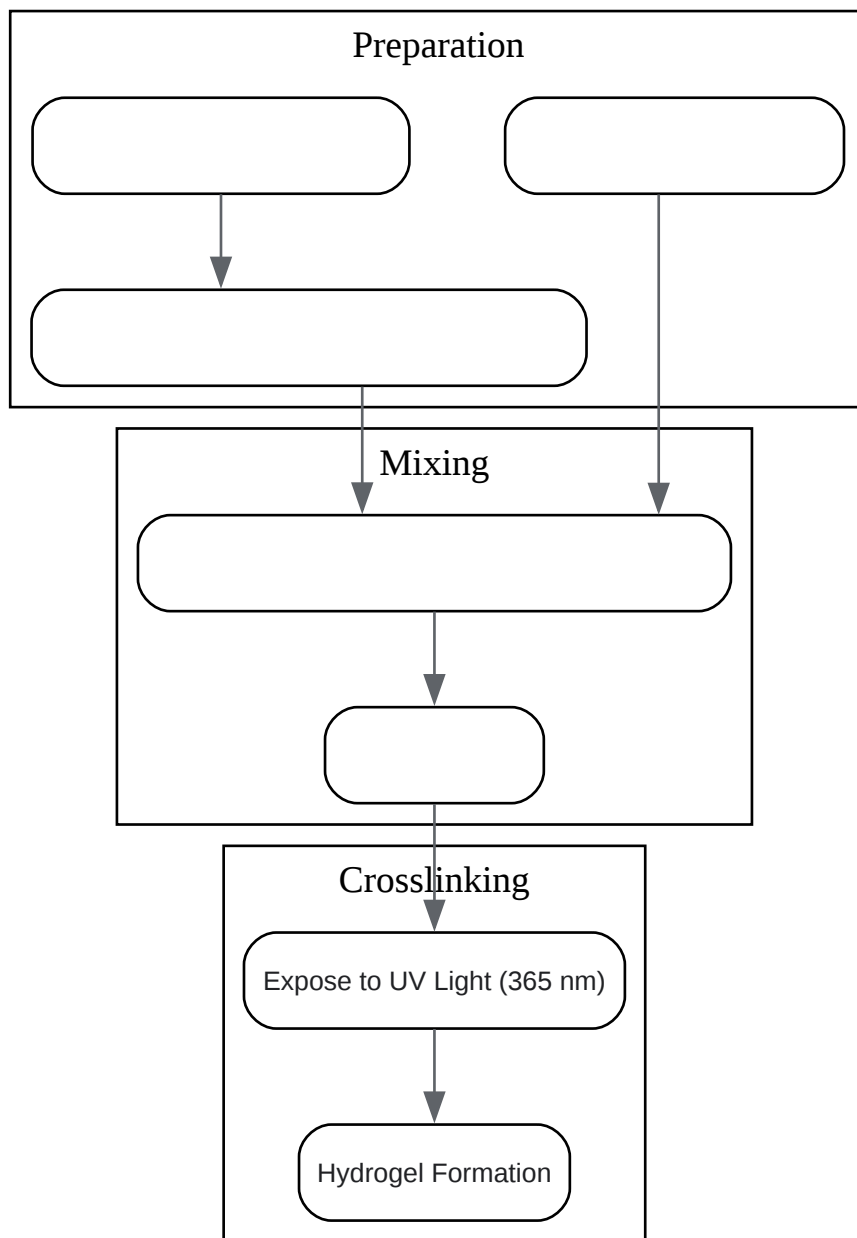 Preparation
Mixing
Crosslinking
Expose to UV Light (365 nm)
Hydrogel Formation